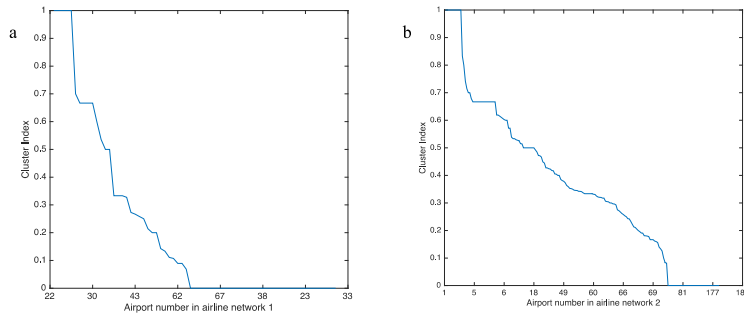 a
1
0.9
0.8
0.7
0.6
0.5
0.4
0.3
0.2
0.1
0
Cluster Index
22 30 43 62 67 38 23 33
Airport number in airline network 1
b
1
0.9
0.8
0.7
0.6
0.5
0.4
0.3
0.2
0.1
0
Cluster Index
1 5 6 18 49 60 66 69 81 177 18
Airport number in airline network 2